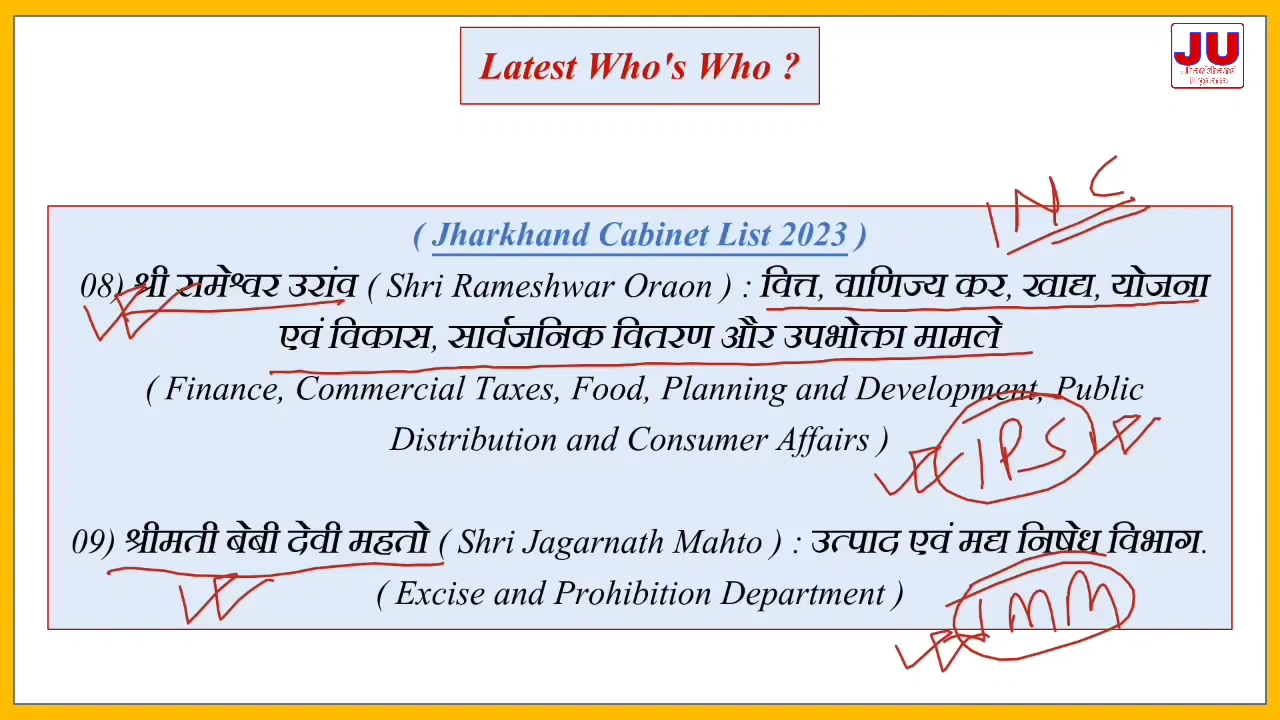 Latest Who's Who ?
JU
Jharkhand
Update
INC
( Jharkhand Cabinet List 2023 )
08) श्री रामेश्वर उरांव ( Shri Rameshwar Oraon ) : वित्त, वाणिज्य कर, खाद्य, योजना
एवं विकास, सार्वजनिक वितरण और उपभोक्ता मामले
( Finance, Commercial Taxes, Food, Planning and Development, Public
Distribution and Consumer Affairs )
IPS
09) श्रीमती बेबी देवी महतो ( Shri Jagarnath Mahto ) : उत्पाद एवं मद्य निषेध विभाग.
( Excise and Prohibition Department )
JMM